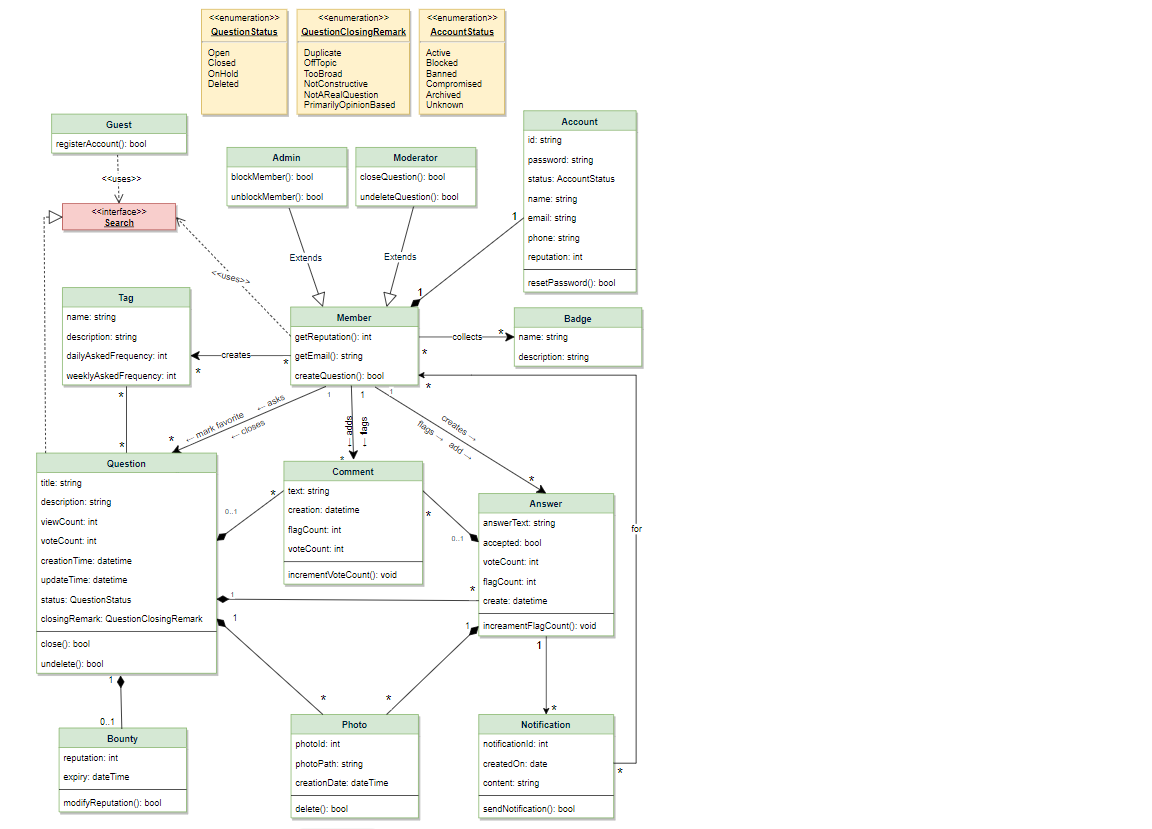 <<enumeration>>
QuestionStatus
Open
Closed
OnHold
Deleted
<<enumeration>>
QuestionClosingRemark
Duplicate
OffTopic
TooBroad
NotConstructive
NotARealQuestion
PrimarilyOpinionBased
<<enumeration>>
AccountStatus
Active
Blocked
Banned
Compromised
Archived
Unknown
Guest
registerAccount(): bool
<<uses>>
<<interface>>
Search
<<uses>>
Admin
blockMember(): bool
unblockMember(): bool
Moderator
closeQuestion(): bool
undeleteQuestion(): bool
Extends
Extends
Account
id: string
password: string
status: AccountStatus
name: string
email: string
phone: string
reputation: int
resetPassword(): bool
1
1
Tag
name: string
description: string
dailyAskedFrequency: int
weeklyAskedFrequency: int
creates
*
*
Member
getReputation(): int
getEmail(): string
createQuestion(): bool
collects
*
*
Badge
name: string
description: string
*
*
*
1
1
1
← asks
← mark favorite
← closes
*
adds →
flags →
*
creates →
flags →
add →
*
Question
title: string
description: string
viewCount: int
voteCount: int
creationTime: datetime
updateTime: datetime
status: QuestionStatus
closingRemark: QuestionClosingRemark
close(): bool
undelete(): bool
Comment
text: string
creation: datetime
flagCount: int
voteCount: int
incrementVoteCount(): void
*
0..1
*
0..1
Answer
answerText: string
accepted: bool
voteCount: int
flagCount: int
create: datetime
increamentFlagCount(): void
for
*
1
1
1
1
*
*
1
*
1
0..1
Bounty
reputation: int
expiry: dateTime
modifyReputation(): bool
Photo
photoId: int
photoPath: string
creationDate: dateTime
delete(): bool
Notification
notificationId: int
createdOn: date
content: string
sendNotification(): bool
*